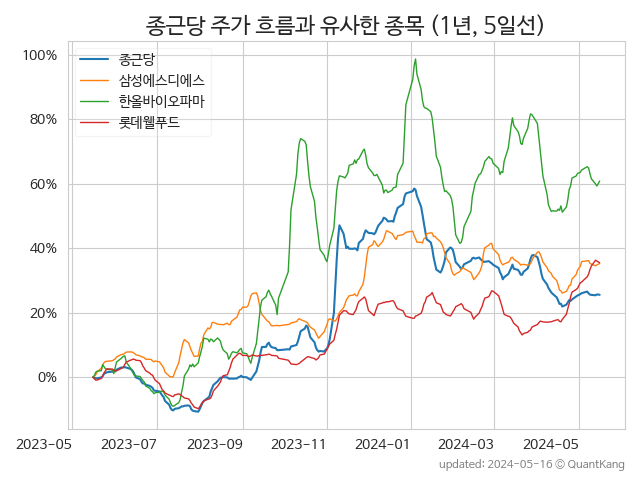 종근당 주가 흐름과 유사한 종목 (1년, 5일선)
종근당
삼성에스디에스
한올바이오파마
롯데웰푸드
100%
80%
60%
40%
20%
0%
2023-05 2023-07 2023-09 2023-11 2024-01 2024-03 2024-05
updated: 2024-05-16 © QuantKang